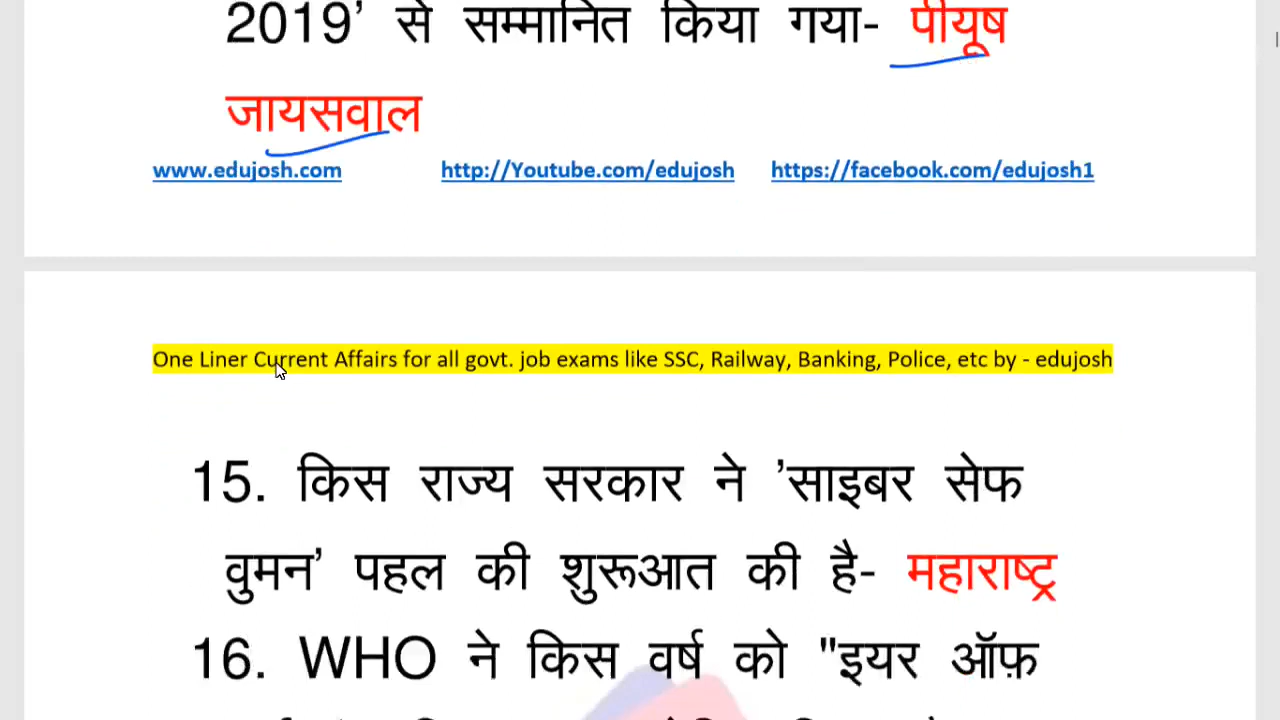 2019’ से सम्मानित किया गया- पीयूष
जायसवाल
www.edujosh.com http://Youtube.com/edujosh https://facebook.com/edujosh1
One Liner Current Affairs for all govt. job exams like SSC, Railway, Banking, Police, etc by - edujosh
15. किस राज्य सरकार ने ’साइबर सेफ
वुमन’ पहल की शुरूआत की है- महाराष्ट्र
16. WHO ने किस वर्ष को "इयर ऑफ़